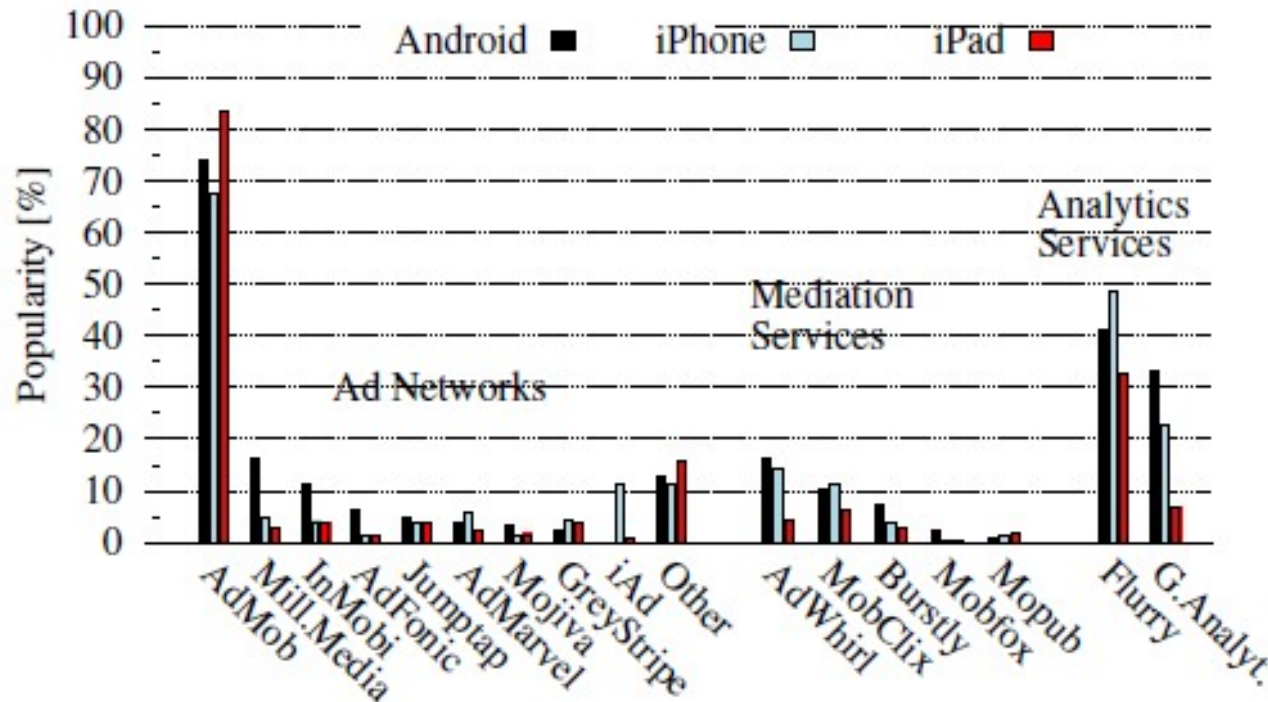 100
90
80
70
60
50
40
30
20
10
0
Popularity [%]
Android
iPhone
iPad
Ad Networks
Mediation
Services
Analytics
Services
AdMob
Mill.Media
InMobi
AdFonic
Jumptap
AdMarvel
Mojiva
GreyStripe
iAd
Other
AdWhirl
MobClix
Burstly
Mobfox
Mopub
Flurry
G.Analyt.